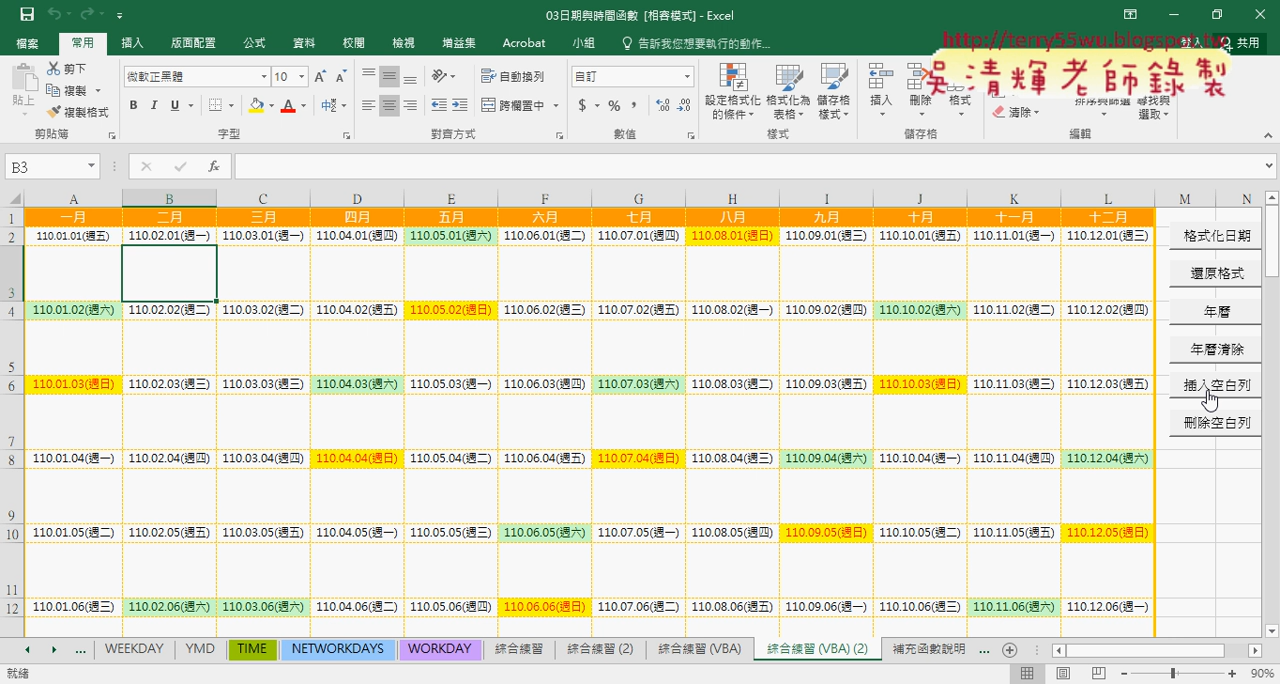 03日期與時間函數 [相容模式] - Excel
檔案 常用 插入 版面配置 公式 資料 校閱 檢視 增益集 Acrobat 小組 告訴我您想要執行的動作... 登入 共用
http://terry55wu.blogspot.tw
吳清輝老師錄製
貼上 剪下 複製 複製格式 剪貼簿
微軟正黑體 10 B I U A 字型
自動換列 跨欄置中 對齊方式
自訂 $ % , 數值
設定格式化的條件 格式化為表格 儲存格樣式 樣式
插入 刪除 格式 儲存格
清除 排序與篩選 尋找與選取 編輯
B3 fx
A B C D E F G H I J K L M N
1 一月 二月 三月 四月 五月 六月 七月 八月 九月 十月 十一月 十二月
2 110.01.01(週五) 110.02.01(週一) 110.03.01(週一) 110.04.01(週四) 110.05.01(週六) 110.06.01(週二) 110.07.01(週四) 110.08.01(週日) 110.09.01(週三) 110.10.01(週五) 110.11.01(週一) 110.12.01(週三) 格式化日期
3 還原格式
4 110.01.02(週六) 110.02.02(週二) 110.03.02(週二) 110.04.02(週五) 110.05.02(週日) 110.06.02(週三) 110.07.02(週五) 110.08.02(週一) 110.09.02(週四) 110.10.02(週六) 110.11.02(週二) 110.12.02(週四) 年曆
5 年曆清除
6 110.01.03(週日) 110.02.03(週三) 110.03.03(週三) 110.04.03(週六) 110.05.03(週一) 110.06.03(週四) 110.07.03(週六) 110.08.03(週二) 110.09.03(週五) 110.10.03(週日) 110.11.03(週三) 110.12.03(週五) 插入空白列
7 刪除空白列
8 110.01.04(週一) 110.02.04(週四) 110.03.04(週四) 110.04.04(週日) 110.05.04(週二) 110.06.04(週五) 110.07.04(週日) 110.08.04(週三) 110.09.04(週六) 110.10.04(週一) 110.11.04(週四) 110.12.04(週六)
9
10 110.01.05(週二) 110.02.05(週五) 110.03.05(週五) 110.04.05(週一) 110.05.05(週三) 110.06.05(週六) 110.07.05(週一) 110.08.05(週四) 110.09.05(週日) 110.10.05(週二) 110.11.05(週五) 110.12.05(週日)
11
12 110.01.06(週三) 110.02.06(週六) 110.03.06(週六) 110.04.06(週二) 110.05.06(週四) 110.06.06(週日) 110.07.06(週二) 110.08.06(週五) 110.09.06(週一) 110.10.06(週三) 110.11.06(週六) 110.12.06(週一)
... WEEKDAY YMD TIME NETWORKDAYS WORKDAY 綜合練習 綜合練習 (2) 綜合練習 (VBA) 綜合練習 (VBA) (2) 補充函數說明 ...
就緒 90%